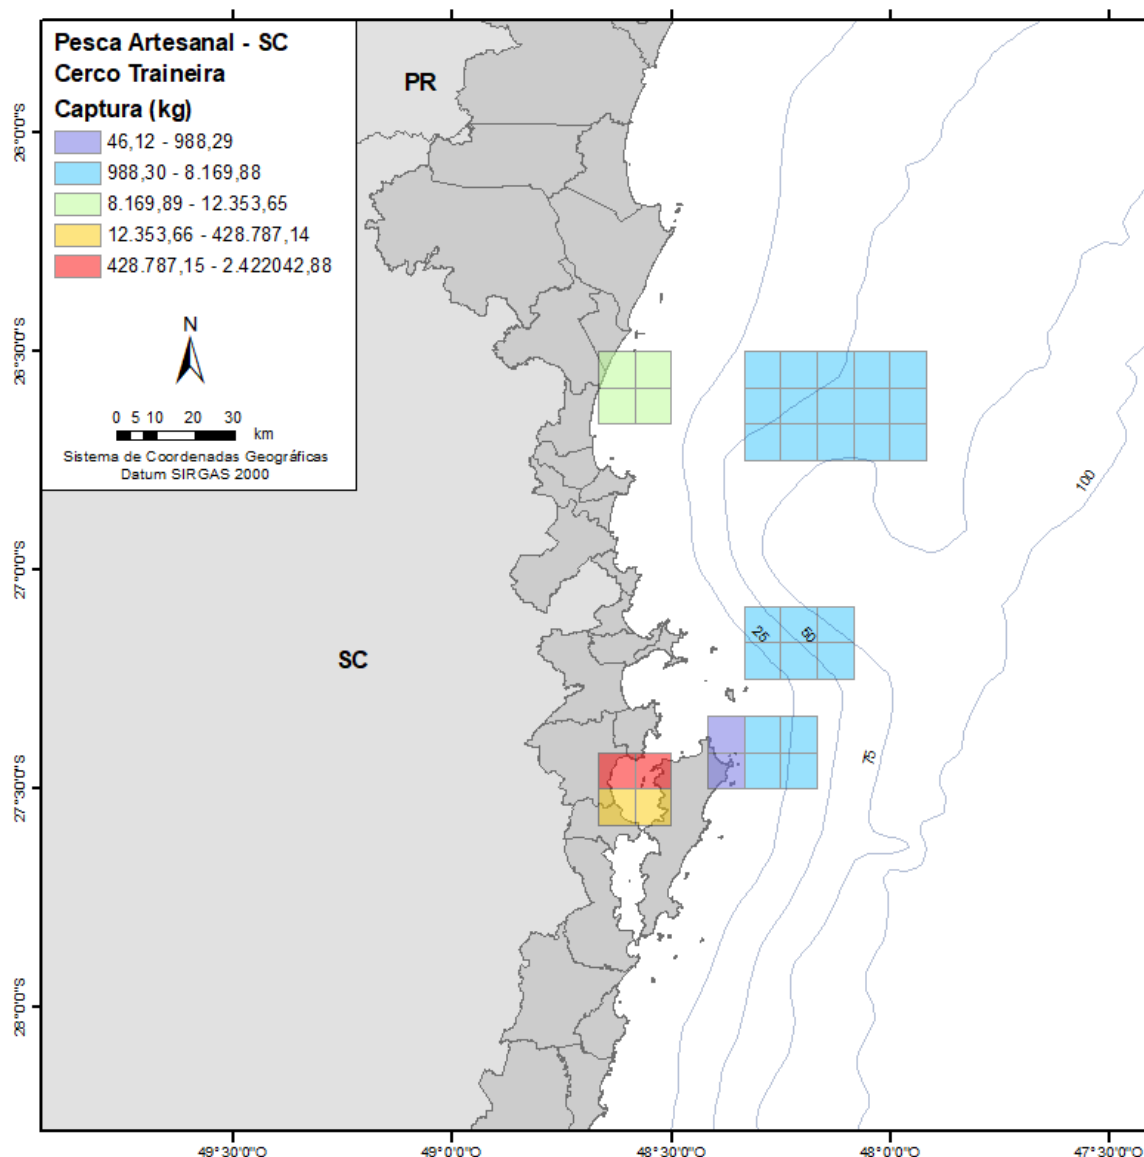 Pesca Artesanal - SC
Cerco Traineira
Captura (kg)
46,12 - 988,29
988,30 - 8.169,88
8.169,89 - 12.353,65
12.353,66 - 428.787,14
428.787,15 - 2.422042,88
N
0 5 10 20 30
km
Sistema de Coordenadas Geográficas
Datum SIRGAS 2000
PR
SC
25
50
75
100
26°0'0"S
26°30'0"S
27°0'0"S
27°30'0"S
28°0'0"S
49°30'0"O
49°0'0"O
48°30'0"O
48°0'0"O
47°30'0"O